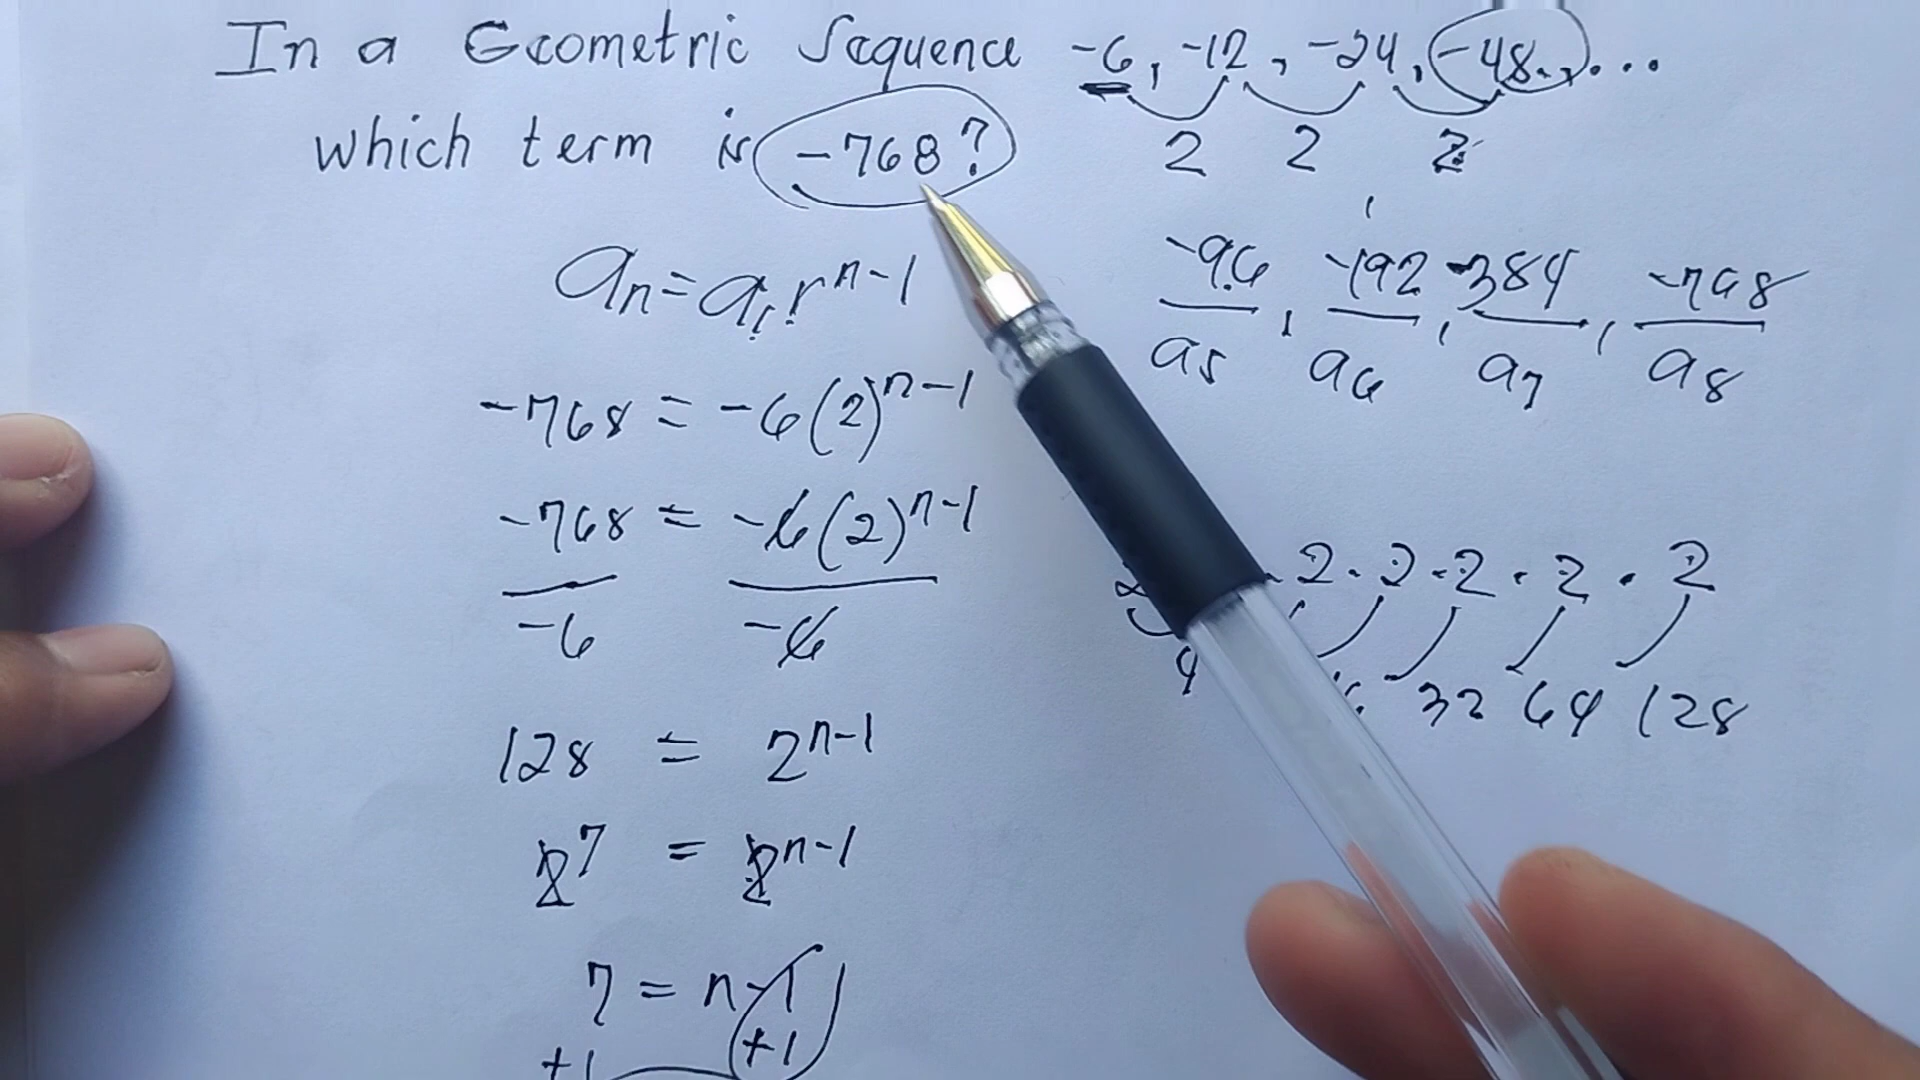 In a Geometric Sequence -6, -12, -24, -48., ...
which term is -768?
2 2 2
aₙ = a₁rⁿ⁻¹
-96, -192, -384, -768
a₅ a₆ a₇ a₈
-768 = -6(2)ⁿ⁻¹
-768 = -6(2)ⁿ⁻¹
-6 -6
2 · 2 · 2 · 2 · 2
4 32 64 128
128 = 2ⁿ⁻¹
2⁷ = 2ⁿ⁻¹
7 = n-1
+1 +1